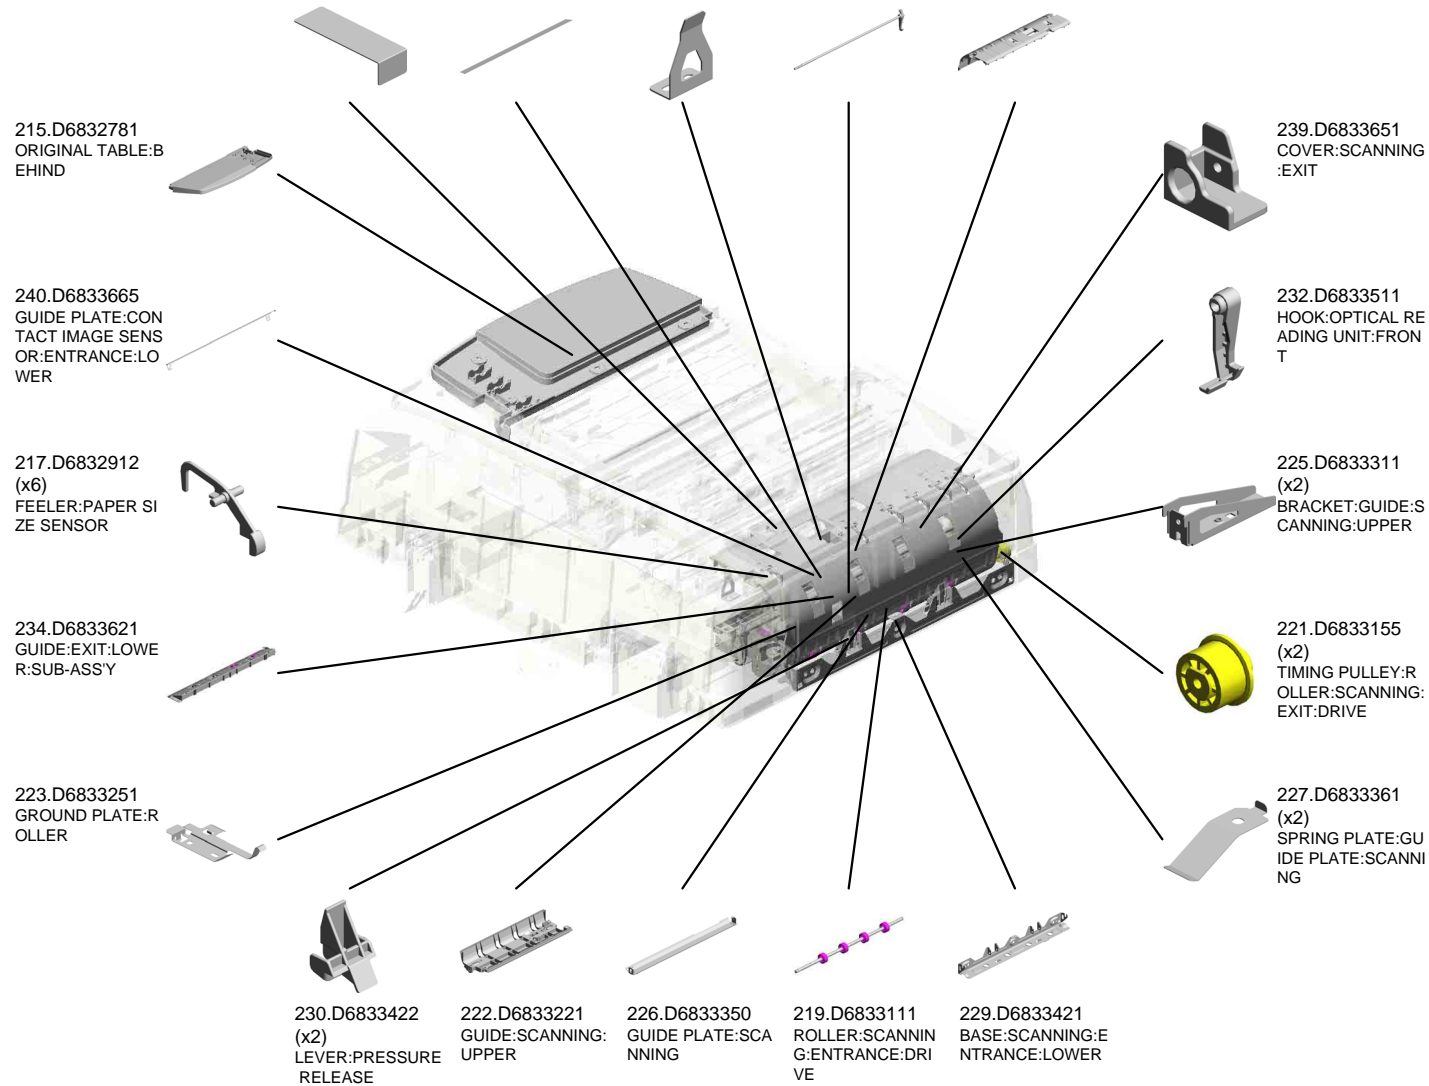 215.D6832781
ORIGINAL TABLE:B
EHIND
240.D6833665
GUIDE PLATE:CON
TACT IMAGE SENS
OR:ENTRANCE:LO
WER
217.D6832912
(x6)
FEELER:PAPER SI
ZE SENSOR
234.D6833621
GUIDE:EXIT:LOWE
R:SUB-ASS'Y
223.D6833251
GROUND PLATE:R
OLLER
230.D6833422
(x2)
LEVER:PRESSURE
RELEASE
222.D6833221
GUIDE:SCANNING:
UPPER
226.D6833350
GUIDE PLATE:SCA
NNING
219.D6833111
ROLLER:SCANNIN
G:ENTRANCE:DRI
VE
229.D6833421
BASE:SCANNING:E
NTRANCE:LOWER
239.D6833651
COVER:SCANNING
:EXIT
232.D6833511
HOOK:OPTICAL RE
ADING UNIT:FRON
T
225.D6833311
(x2)
BRACKET:GUIDE:S
CANNING:UPPER
221.D6833155
(x2)
TIMING PULLEY:R
OLLER:SCANNING:
EXIT:DRIVE
227.D6833361
(x2)
SPRING PLATE:GU
IDE PLATE:SCANNI
NG